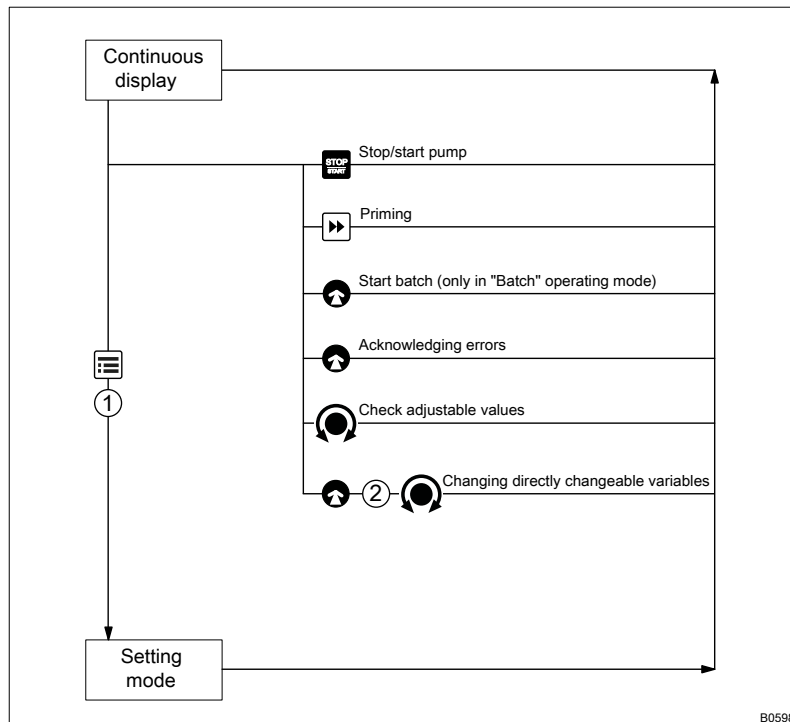 Continuous
display
Stop/start pump
STOP
START
Priming
Start batch (only in "Batch" operating mode)
Acknowledging errors
1
Check adjustable values
2
Changing directly changeable variables
Setting
mode
B0598